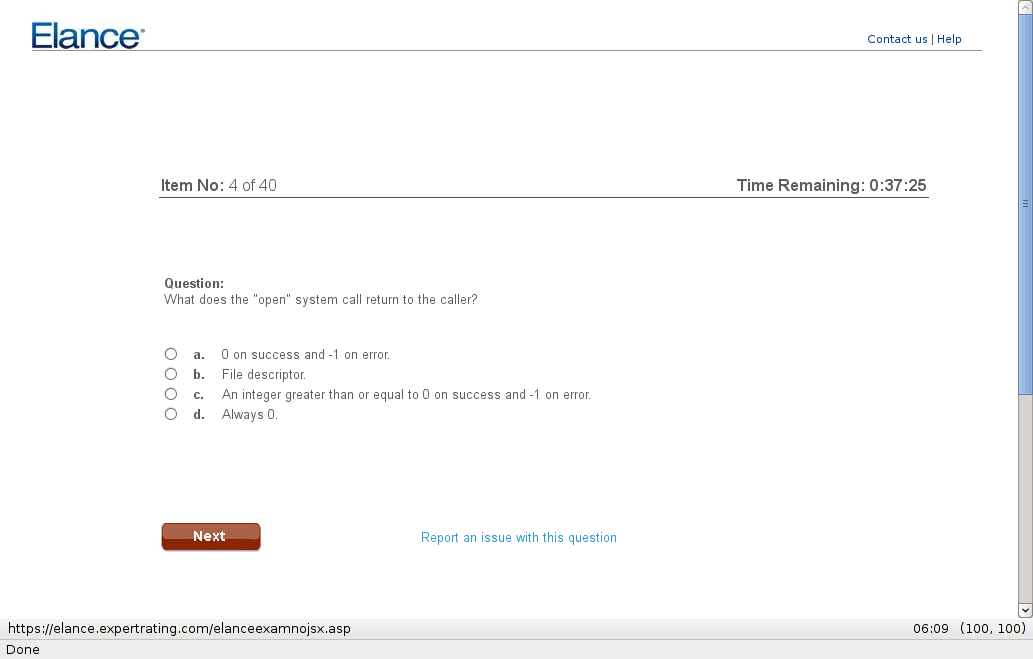 Elance®
Contact us | Help
Item No: 4 of 40
Time Remaining: 0:37:25
Question:
What does the "open" system call return to the caller?
a. 0 on success and -1 on error.
b. File descriptor.
c. An integer greater than or equal to 0 on success and -1 on error.
d. Always 0.
Next
Report an issue with this question
https://elance.expertrating.com/elanceexamnojsx.asp
06:09 (100, 100)
Done